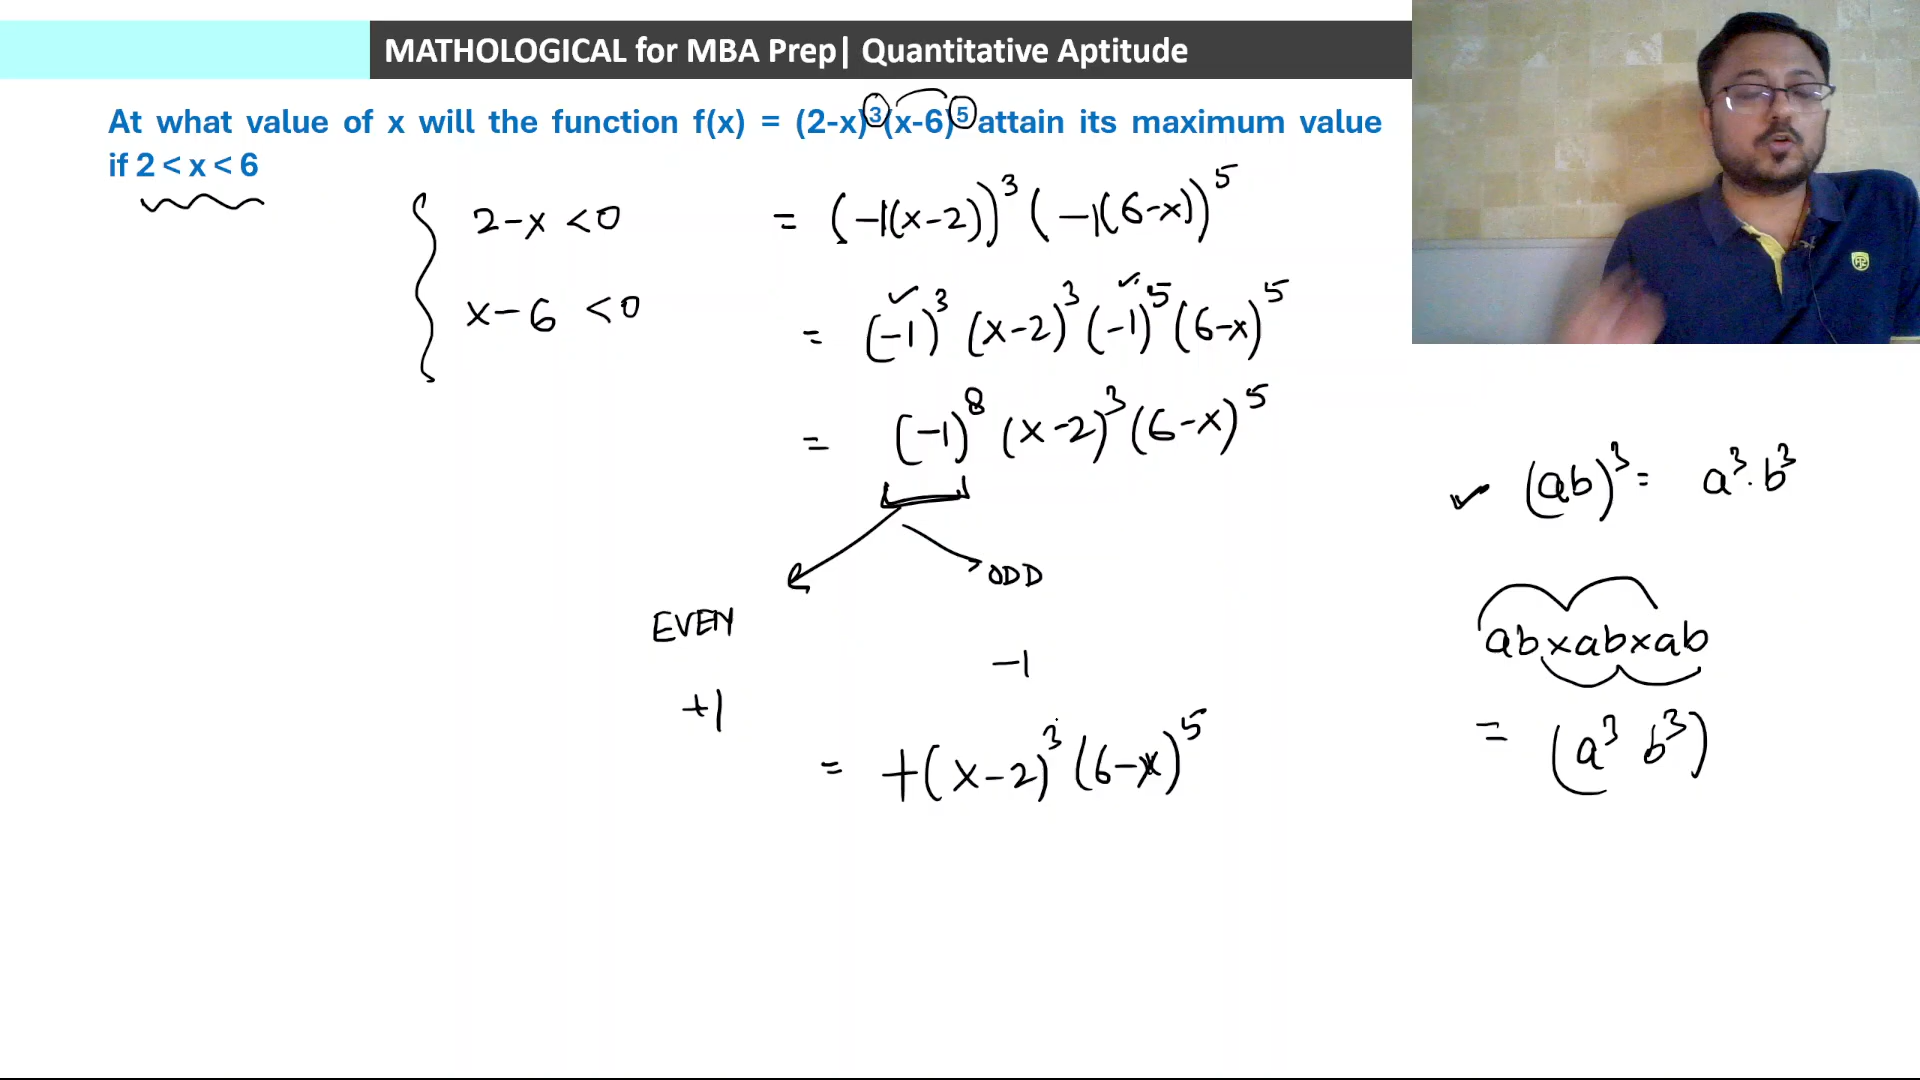 MATHOLOGICAL for MBA Prep| Quantitative Aptitude
At what value of x will the function f(x) = (2-x)³(x-6)⁵ attain its maximum value
if 2 < x < 6
2-x <0
x-6 <0
= (-1(x-2))³ (-1(6-x))⁵
= (-1)³ (x-2)³ (-1)⁵ (6-x)⁵
= (-1)⁸ (x-2)³ (6-x)⁵
EVEN
+1
ODD
-1
= +(x-2)³ (6-x)⁵
✓ (ab)³ = a³. b³
ab×ab×ab
= (a³ b³)